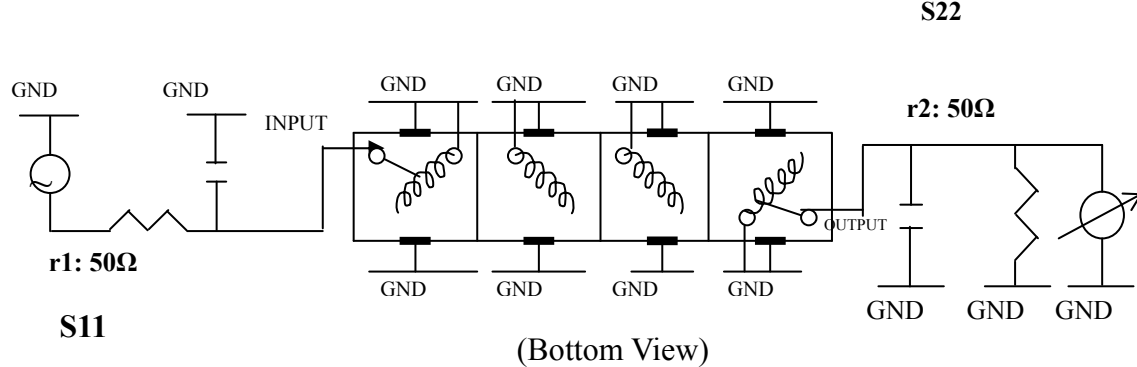 S22
GND GND GND GND GND GND
r2: 50Ω
INPUT
OUTPUT
r1: 50Ω
GND GND GND GND
GND GND GND
S11
(Bottom View)